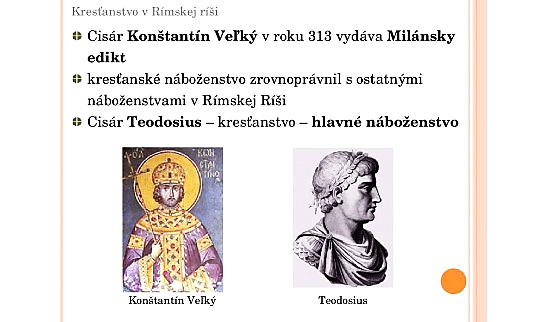 Kresťanstvo v Rímskej ríši
Cisár Konštantín Veľký v roku 313 vydáva Milánsky
edikt
kresťanské náboženstvo zrovnoprávnil s ostatnými
náboženstvami v Rímskej Ríši
Cisár Teodosius – kresťanstvo – hlavné náboženstvo
Konštantín Veľký
Teodosius